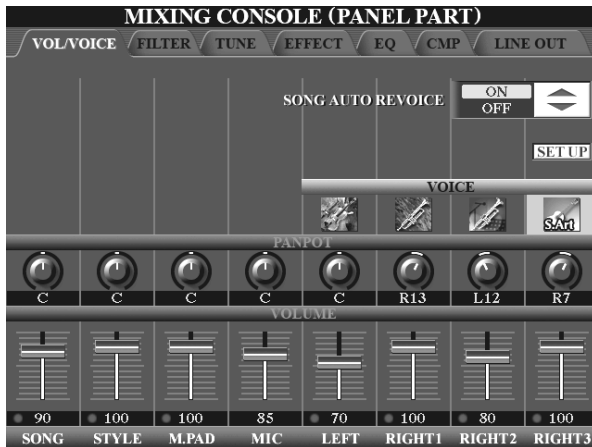 MIXING CONSOLE (PANEL PART)
VOL/VOICE FILTER TUNE EFFECT EQ CMP LINE OUT
SONG AUTO REVOICE ON
OFF
SET UP
VOICE
S.Art
PANPOT
C C C C C R13 L12 R7
VOLUME
90 100 100 85 70 100 80 100
SONG STYLE M.PAD MIC LEFT RIGHT1 RIGHT2 RIGHT3